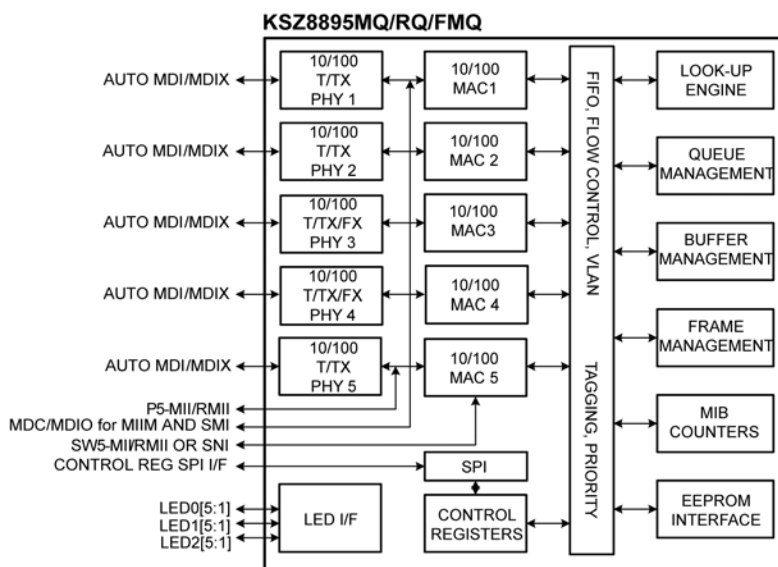 KSZ8895MQ/RQ/FMQ
AUTO MDI/MDIX
10/100
T/TX
PHY 1
10/100
MAC1
LOOK-UP
ENGINE
AUTO MDI/MDIX
10/100
T/TX
PHY 2
10/100
MAC 2
QUEUE
MANAGEMENT
AUTO MDI/MDIX
10/100
T/TX/FX
PHY 3
10/100
MAC3
BUFFER
MANAGEMENT
AUTO MDI/MDIX
10/100
T/TX/FX
PHY 4
10/100
MAC 4
FRAME
MANAGEMENT
AUTO MDI/MDIX
10/100
T/TX
PHY 5
10/100
MAC 5
FIFO, FLOW CONTROL, VLAN TAGGING, PRIORITY
P5-MII/RMII
MDC/MDIO for MIIM AND SMI
SW5-MII/RMII OR SNI
CONTROL REG SPI I/F
SPI
MIB
COUNTERS
LED0[5:1]
LED1[5:1]
LED2[5:1]
LED I/F
CONTROL
REGISTERS
EEPROM
INTERFACE